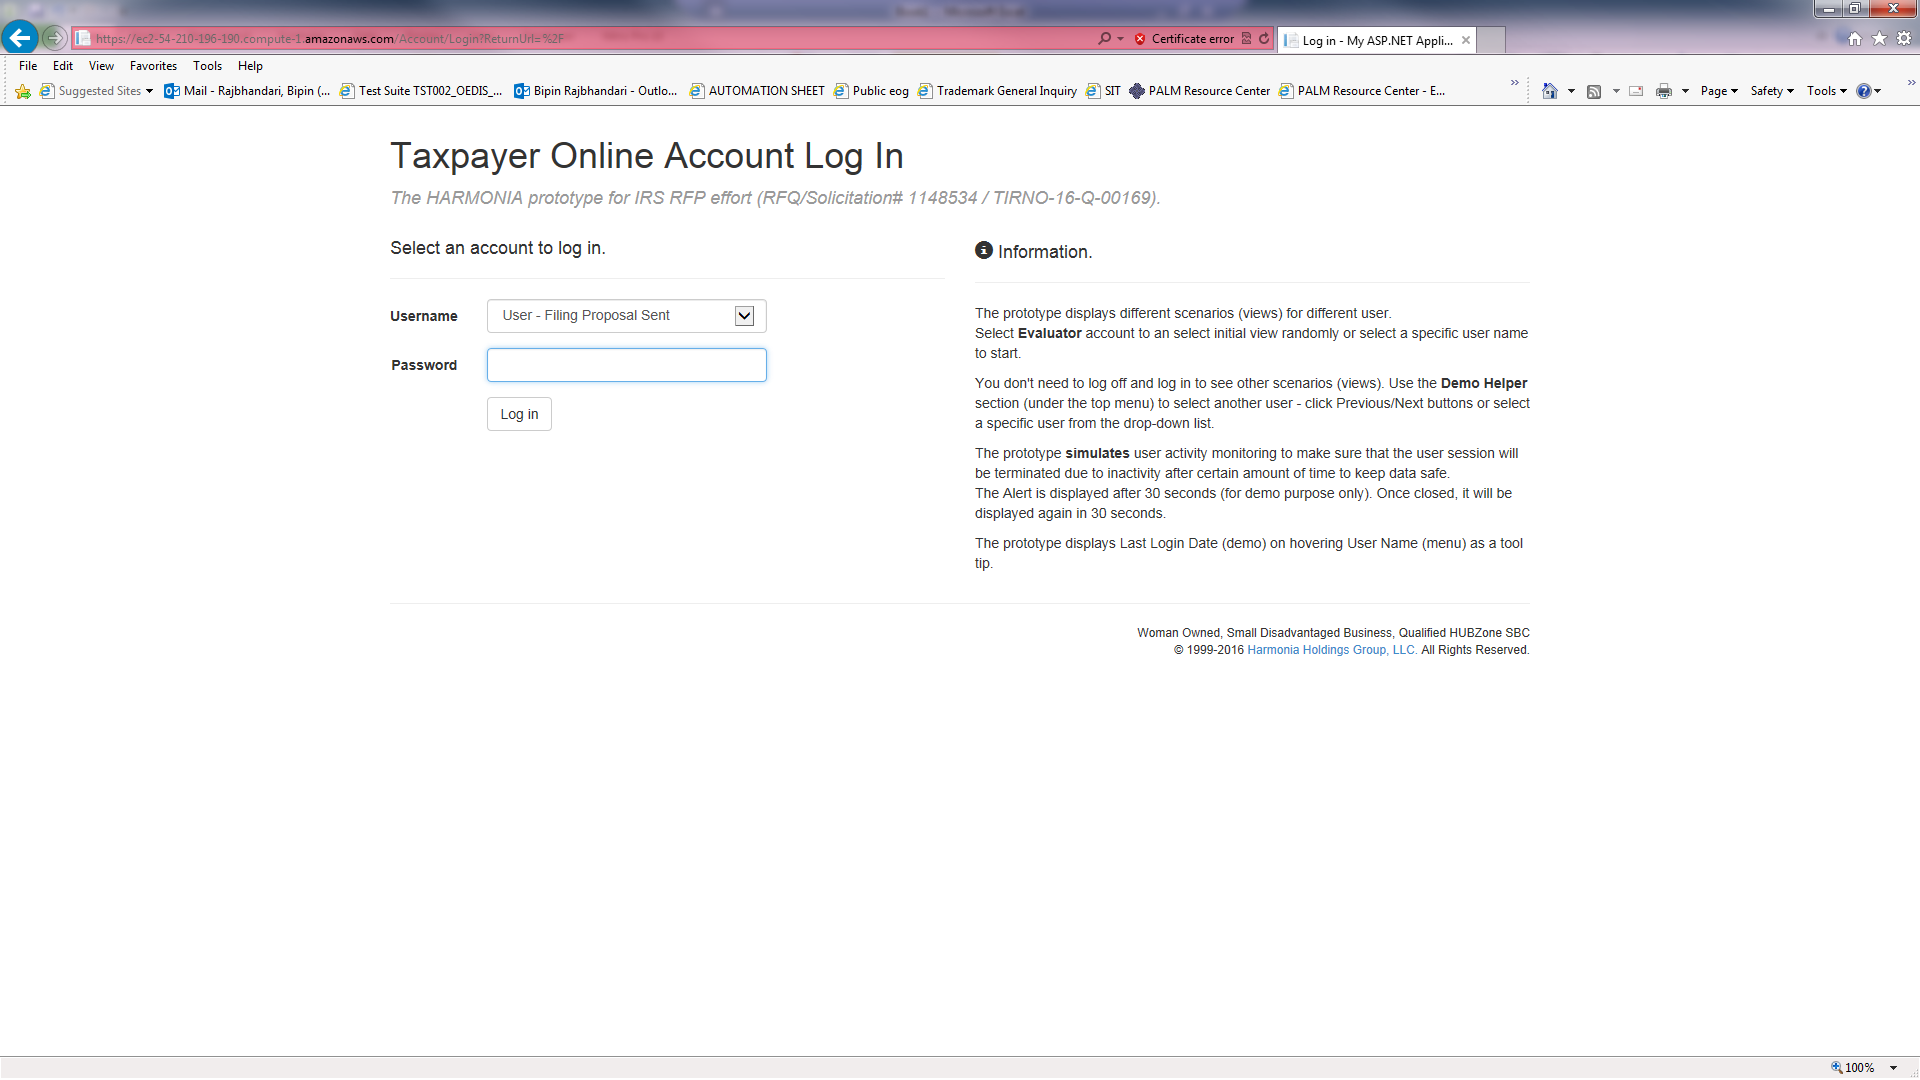 https://ec2-54-210-196-190.compute-1.amazonaws.com/Account/Login?ReturnUrl=%2F
Certificate error
Log in - My ASP.NET Appli...
File Edit View Favorites Tools Help
Suggested Sites
Mail - Rajbhandari, Bipin (...
Test Suite TST002_OEDIS_...
Bipin Rajbhandari - Outlo...
AUTOMATION SHEET
Public eog
Trademark General Inquiry
SIT
PALM Resource Center
PALM Resource Center - E...
Page Safety Tools
Taxpayer Online Account Log In
The HARMONIA prototype for IRS RFP effort (RFQ/Solicitation# 1148534 / TIRNO-16-Q-00169).
Select an account to log in.
Username
User - Filing Proposal Sent
Password
Log in
Information.
The prototype displays different scenarios (views) for different user.
Select Evaluator account to an select initial view randomly or select a specific user name
to start.
You don't need to log off and log in to see other scenarios (views). Use the Demo Helper
section (under the top menu) to select another user - click Previous/Next buttons or select
a specific user from the drop-down list.
The prototype simulates user activity monitoring to make sure that the user session will
be terminated due to inactivity after certain amount of time to keep data safe.
The Alert is displayed after 30 seconds (for demo purpose only). Once closed, it will be
displayed again in 30 seconds.
The prototype displays Last Login Date (demo) on hovering User Name (menu) as a tool
tip.
Woman Owned, Small Disadvantaged Business, Qualified HUBZone SBC
© 1999-2016 Harmonia Holdings Group, LLC. All Rights Reserved.
100%